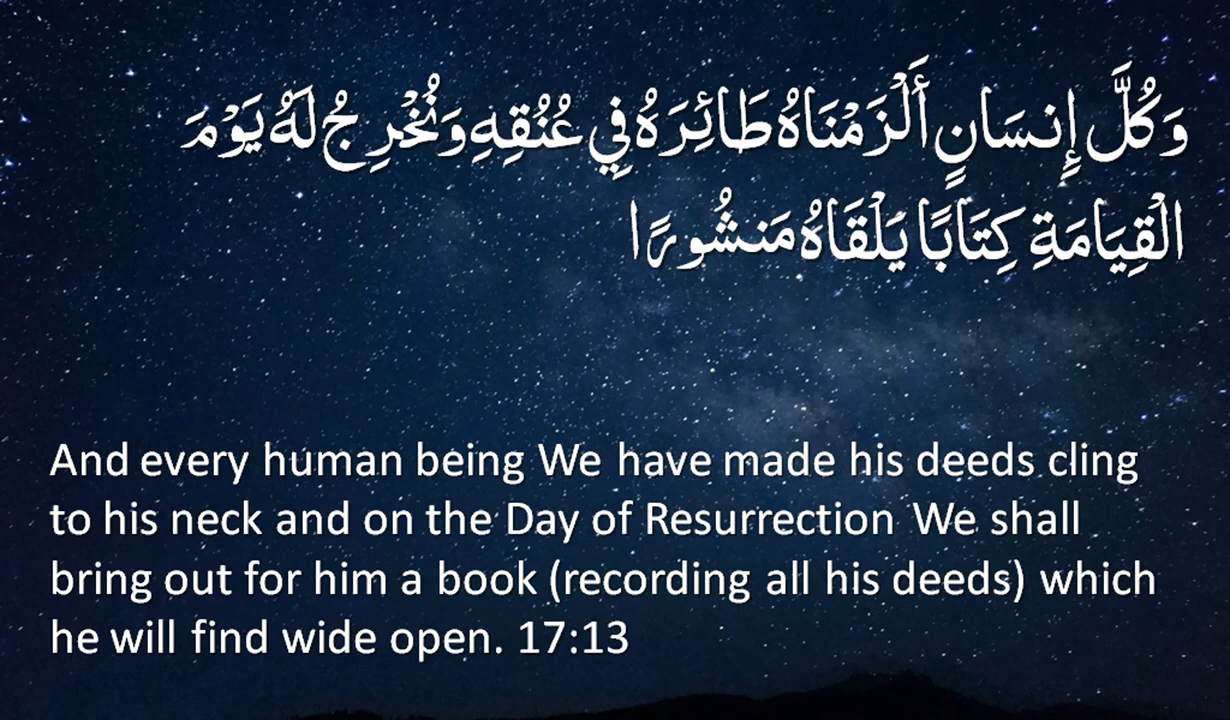 وَكُلَّ إِنسَانٍ أَلْزَمْنَاهُ طَائِرَهُ فِي عُنُقِهِ وَنُخْرِجُ لَهُ يَوْمَ
الْقِيَامَةِ كِتَابًا يَلْقَاهُ مَنشُورًا
And every human being We have made his deeds cling
to his neck and on the Day of Resurrection We shall
bring out for him a book (recording all his deeds) which
he will find wide open. 17:13